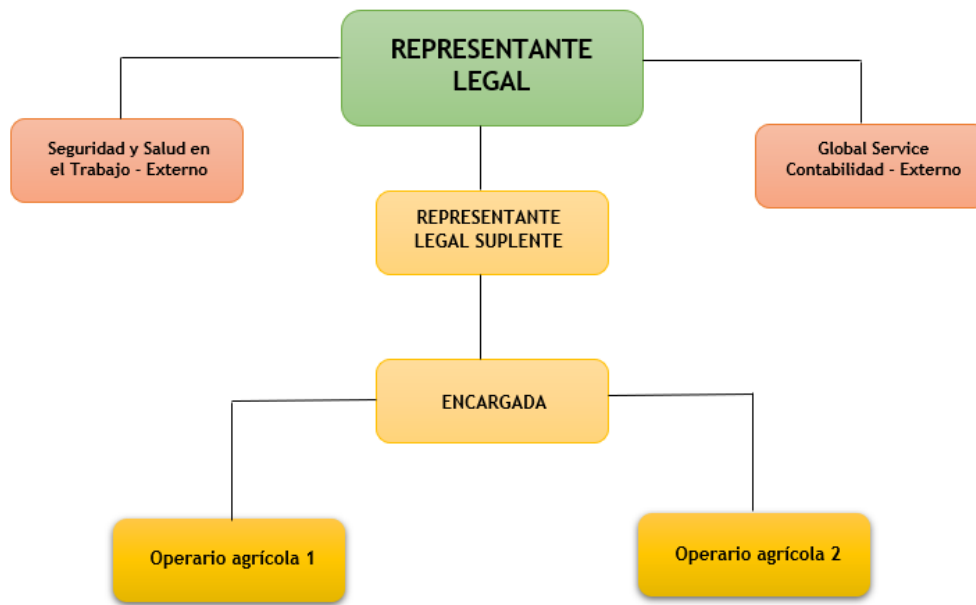 REPRESENTANTE
LEGAL
Seguridad y Salud en
el Trabajo - Externo
Global Service
Contabilidad - Externo
REPRESENTANTE
LEGAL SUPLENTE
ENCARGADA
Operario agrícola 1
Operario agrícola 2